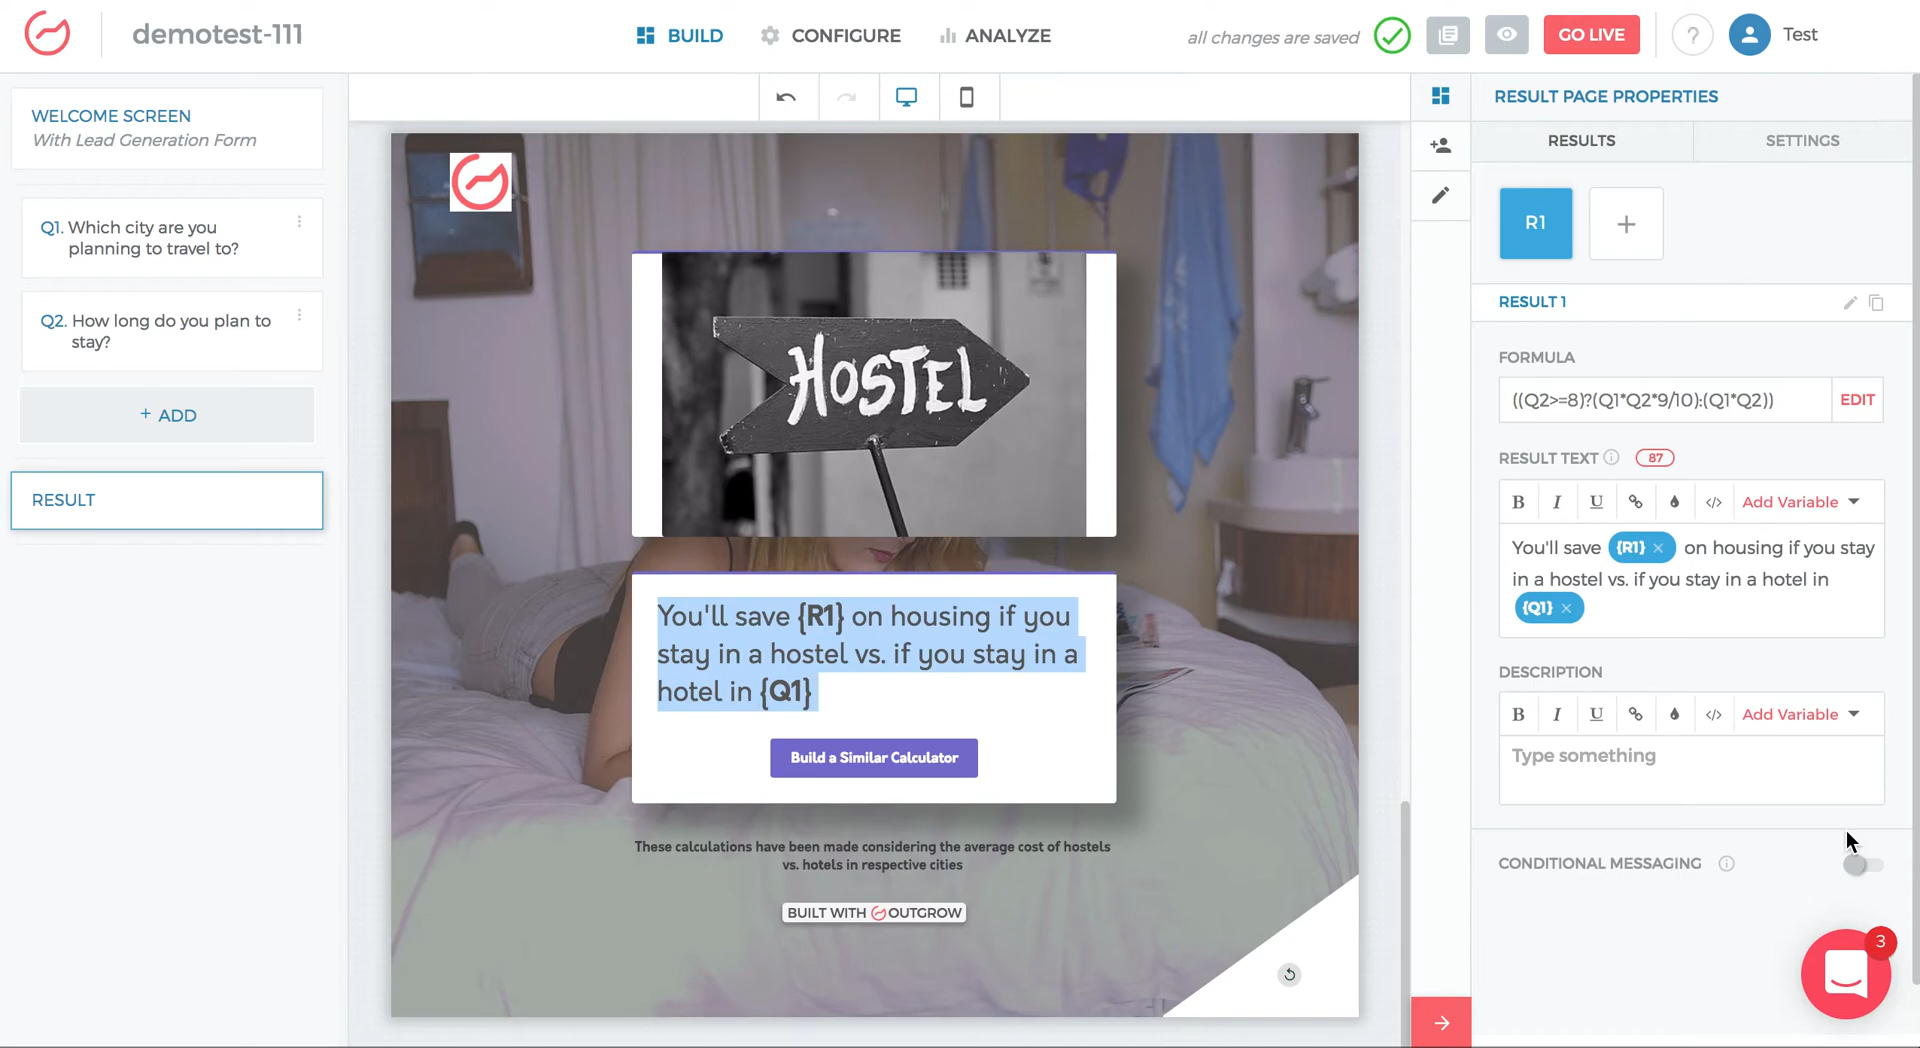 demotest-111
BUILD
CONFIGURE
ANALYZE
all changes are saved
GO LIVE
?
Test
WELCOME SCREEN
With Lead Generation Form
Q1. Which city are you
planning to travel to?
Q2. How long do you plan to
stay?
+ ADD
RESULT
HOSTEL
You'll save {R1} on housing if you
stay in a hostel vs. if you stay in a
hotel in {Q1}
Build a Similar Calculator
These calculations have been made considering the average cost of hostels
vs. hotels in respective cities
BUILT WITH OUTGROW
RESULT PAGE PROPERTIES
RESULTS
SETTINGS
R1
+
RESULT 1
FORMULA
((Q2>=8)?(Q1*Q2*9/10):(Q1*Q2))
EDIT
RESULT TEXT
87
B I U </> Add Variable
You'll save {R1} × on housing if you stay
in a hostel vs. if you stay in a hotel in
{Q1} ×
DESCRIPTION
B I U </> Add Variable
Type something
CONDITIONAL MESSAGING
3